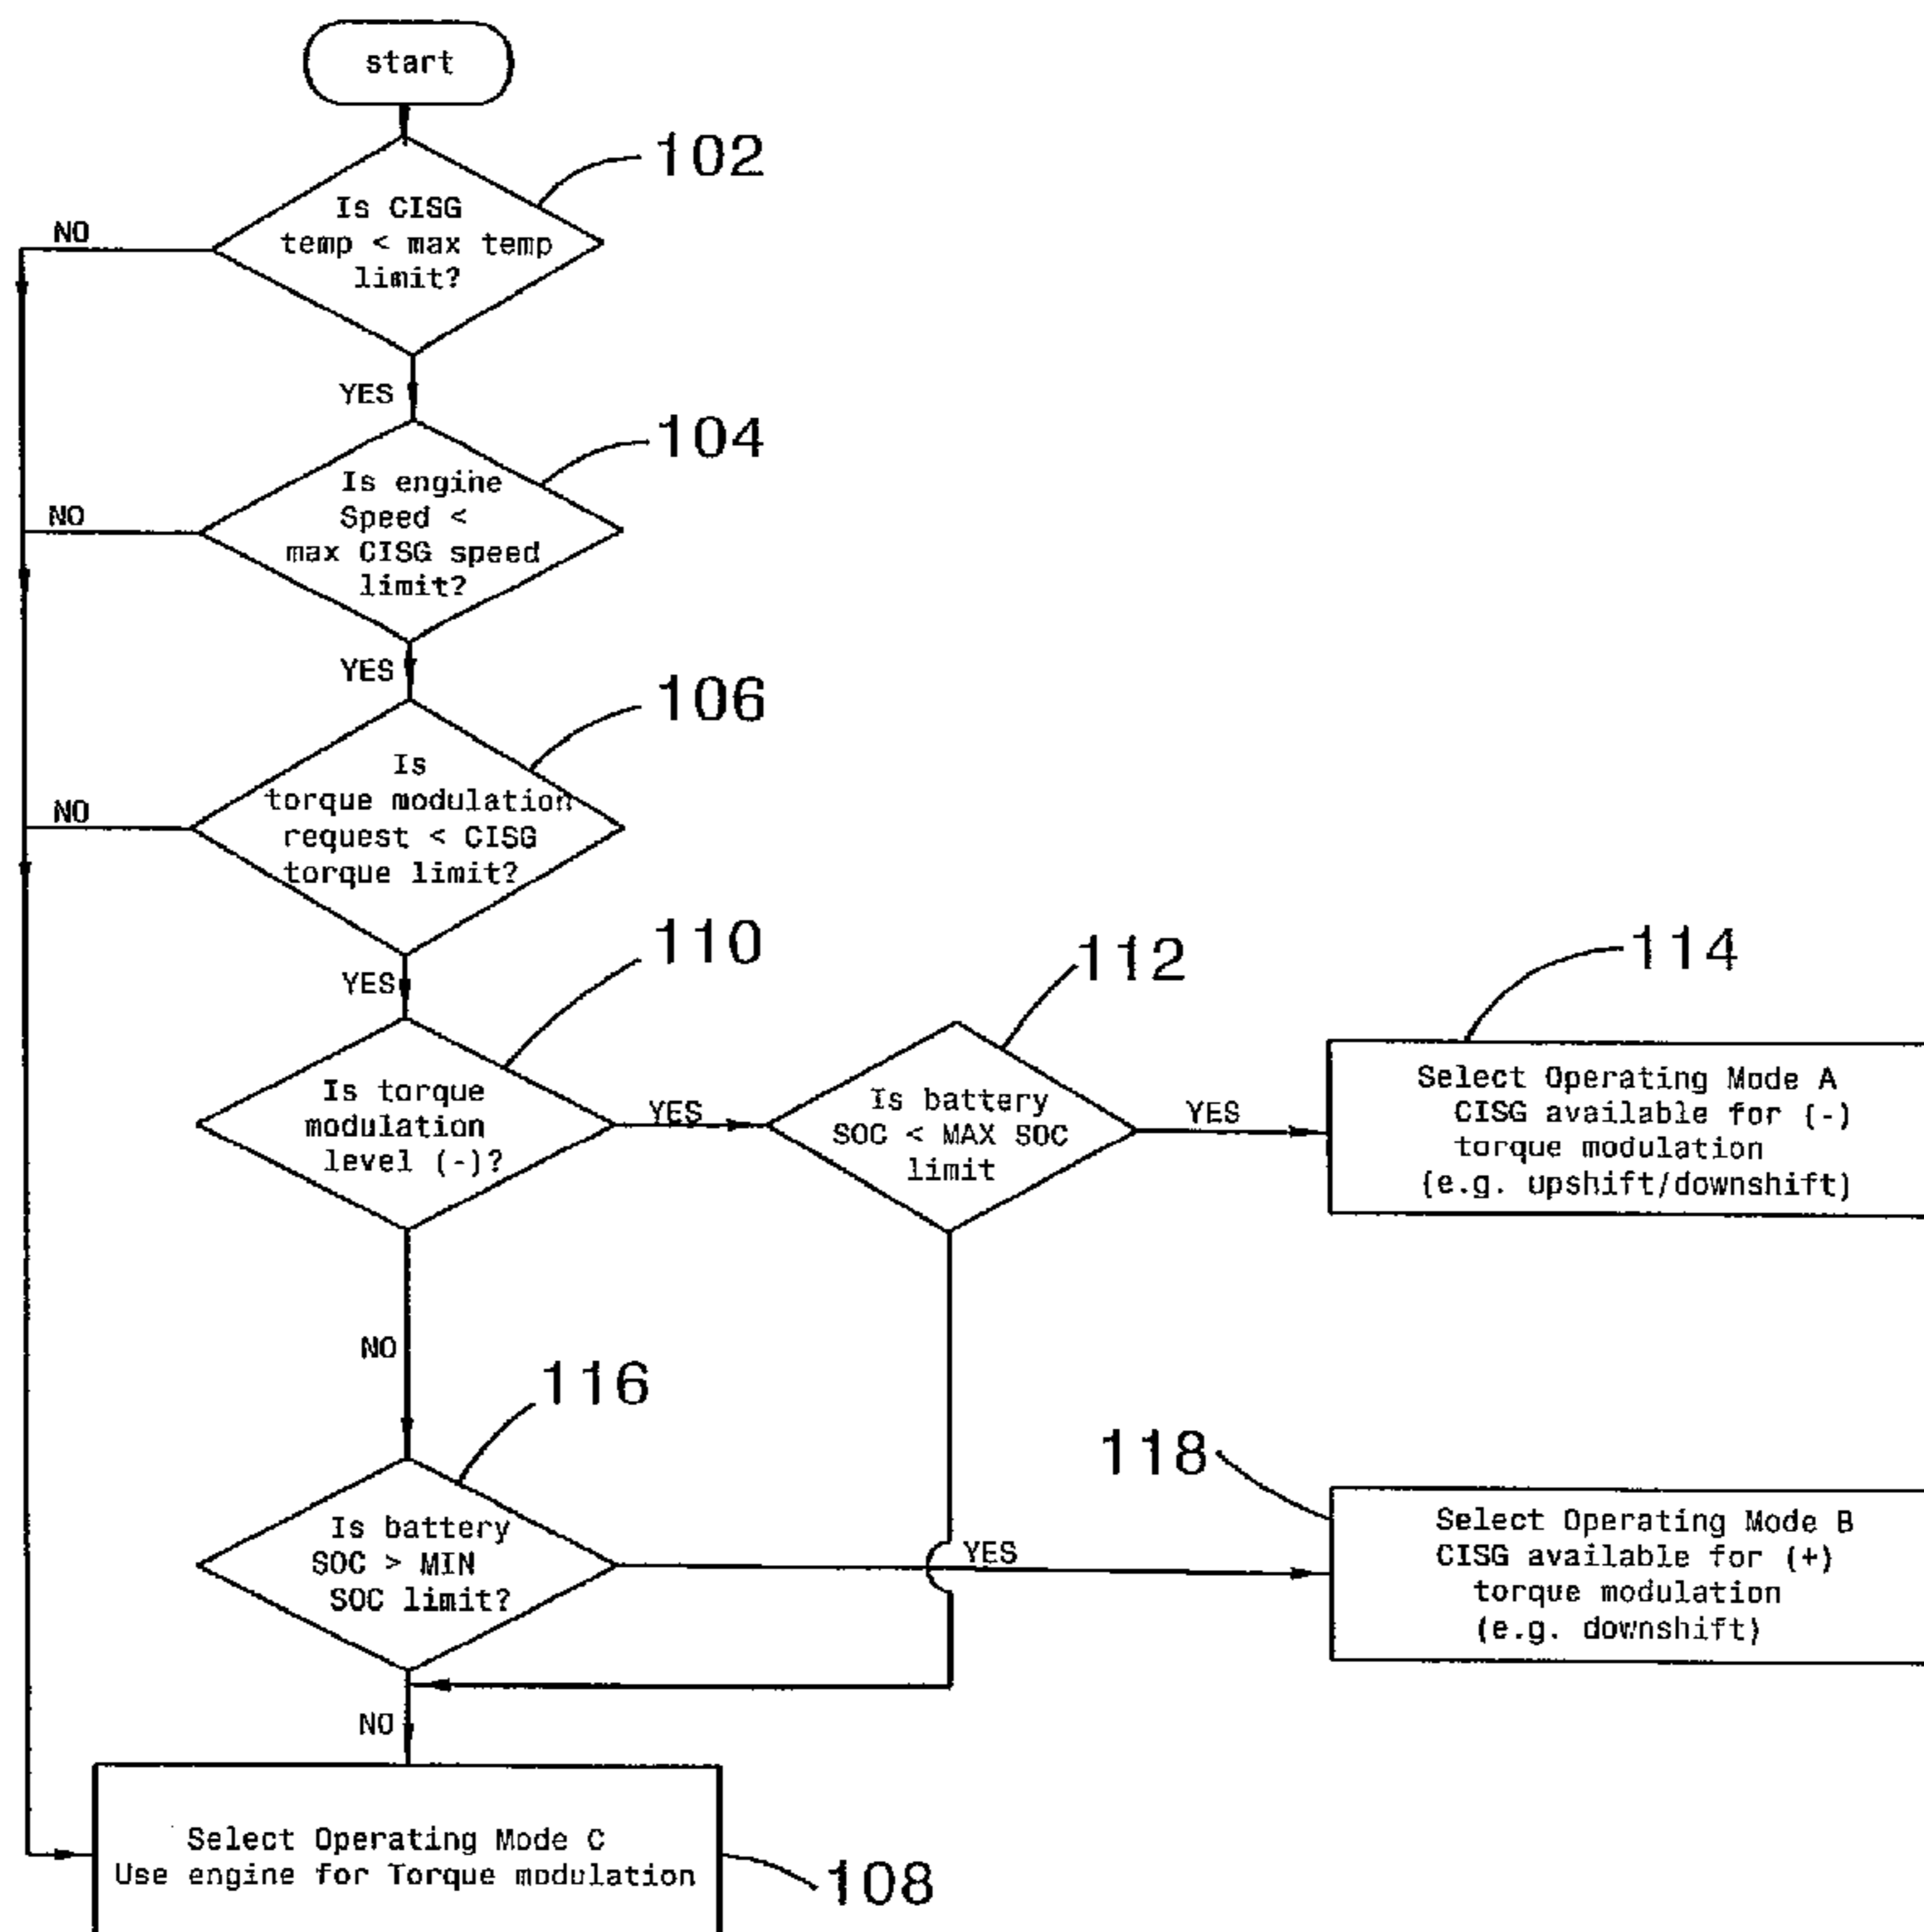 start
102
Is CISG
temp < max temp
limit?
NO
YES
104
Is engine
Speed <
max CISG speed
limit?
NO
YES
106
Is
torque modulation
request < CISG
torque limit?
NO
YES
110
Is torque
modulation
level (-)?
YES
112
Is battery
SOC < MAX SOC
limit
YES
114
Select Operating Mode A
CISG available for (-)
torque modulation
(e.g. upshift/downshift)
NO
116
Is battery
SOC > MIN
SOC limit?
YES
118
Select Operating Mode B
CISG available for (+)
torque modulation
(e.g. downshift)
NO
Select Operating Mode C
Use engine for Torque modulation
108